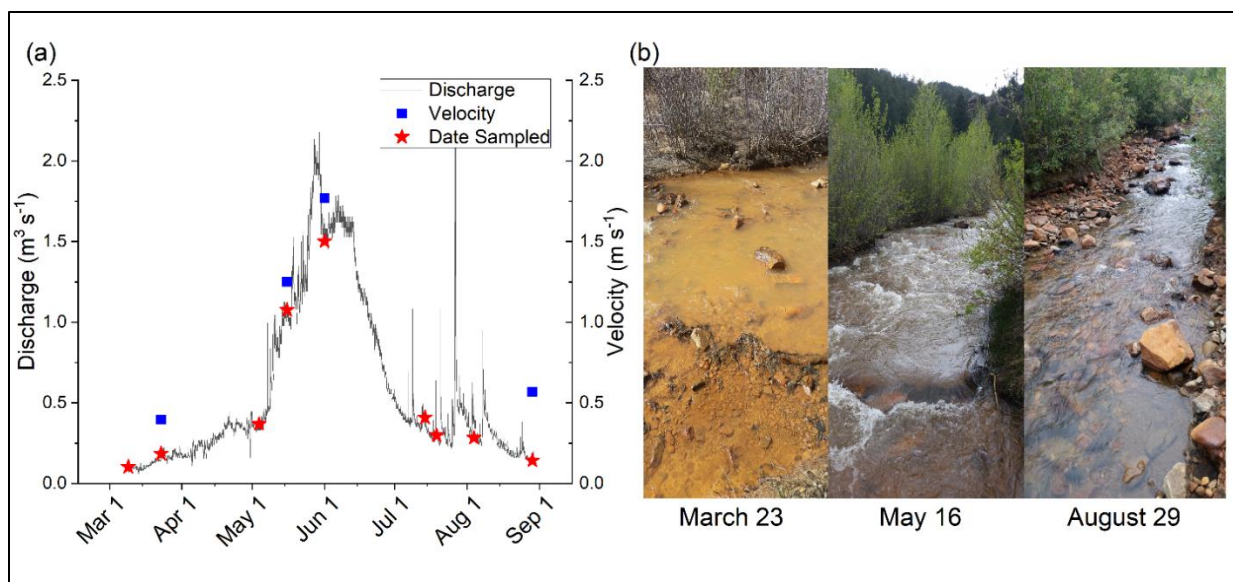 (a)
2.5
2.0
1.5
1.0
0.5
0.0
Discharge (m³ s⁻¹)
Discharge
Velocity
Date Sampled
2.5
2.0
1.5
1.0
0.5
0.0
Velocity (m s⁻¹)
Mar 1
Apr 1
May 1
Jun 1
Jul 1
Aug 1
Sep 1
(b)
March 23
May 16
August 29